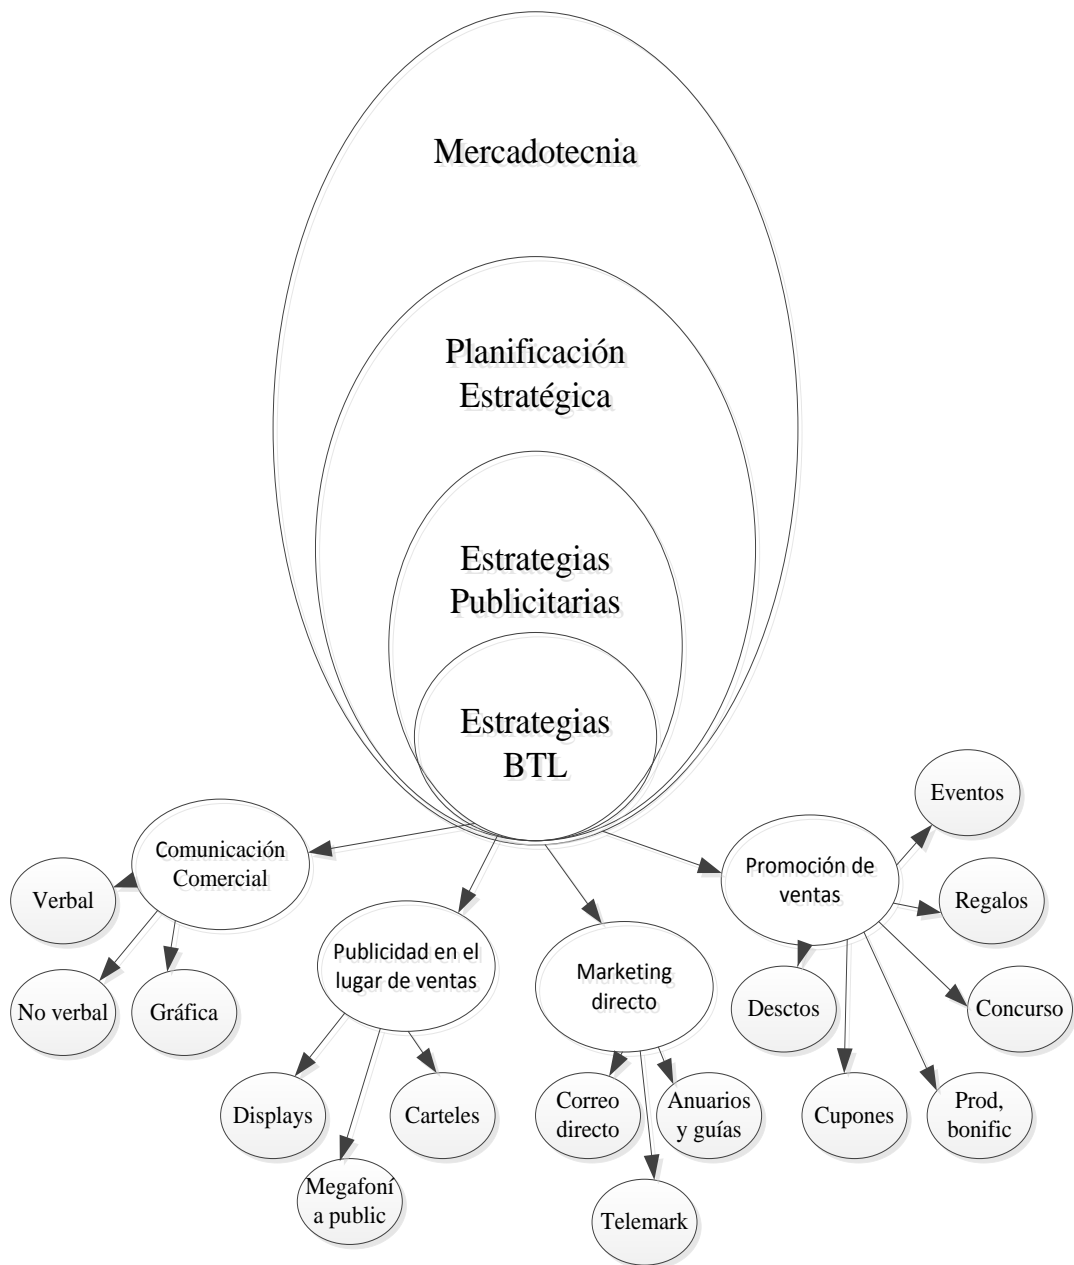 Mercadotecnia
Planificación
Estratégica
Estrategias
Publicitarias
Estrategias
BTL
Comunicación
Comercial
Verbal
No verbal
Gráfica
Publicidad en el
lugar de ventas
Displays
Megafoní
a public
Carteles
Marketing
directo
Correo
directo
Telemark
Anuarios
y guías
Promoción de
ventas
Eventos
Regalos
Concurso
Prod,
bonific
Cupones
Desctos